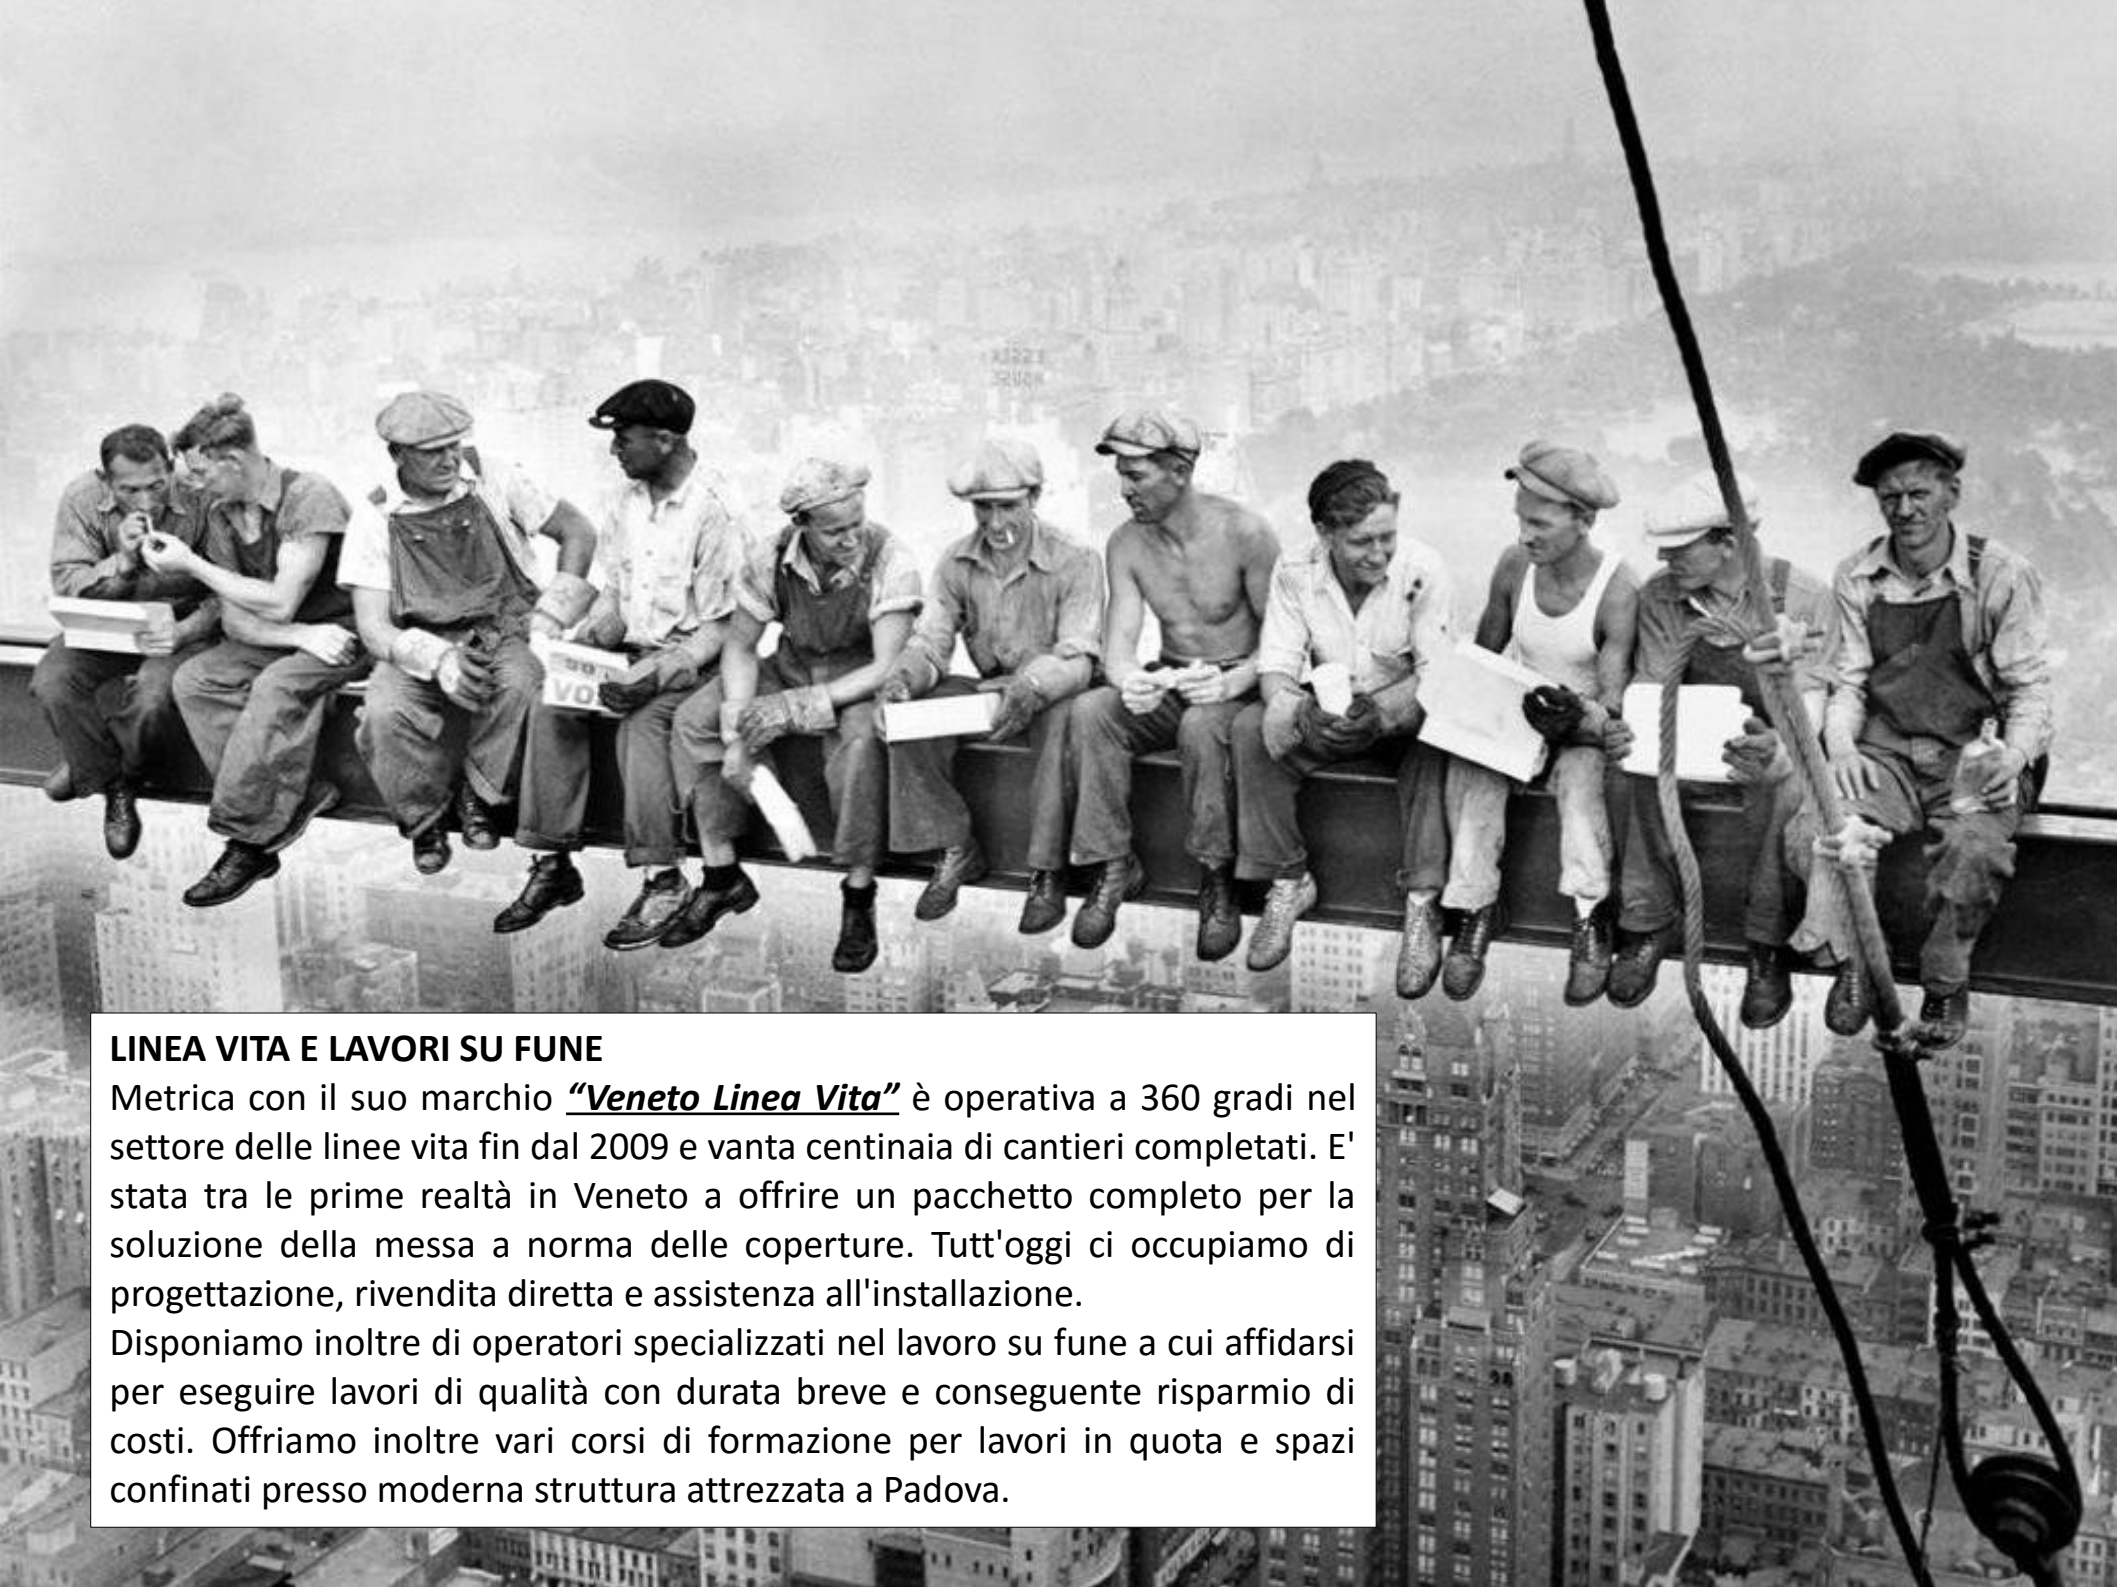 LINEA VITA E LAVORI SU FUNE
Metrica con il suo marchio “Veneto Linea Vita” è operativa a 360 gradi nel
settore delle linee vita fin dal 2009 e vanta centinaia di cantieri completati. E'
stata tra le prime realtà in Veneto a offrire un pacchetto completo per la
soluzione della messa a norma delle coperture. Tutt'oggi ci occupiamo di
progettazione, rivendita diretta e assistenza all'installazione.
Disponiamo inoltre di operatori specializzati nel lavoro su fune a cui affidarsi
per eseguire lavori di qualità con durata breve e conseguente risparmio di
costi. Offriamo inoltre vari corsi di formazione per lavori in quota e spazi
confinati presso moderna struttura attrezzata a Padova.